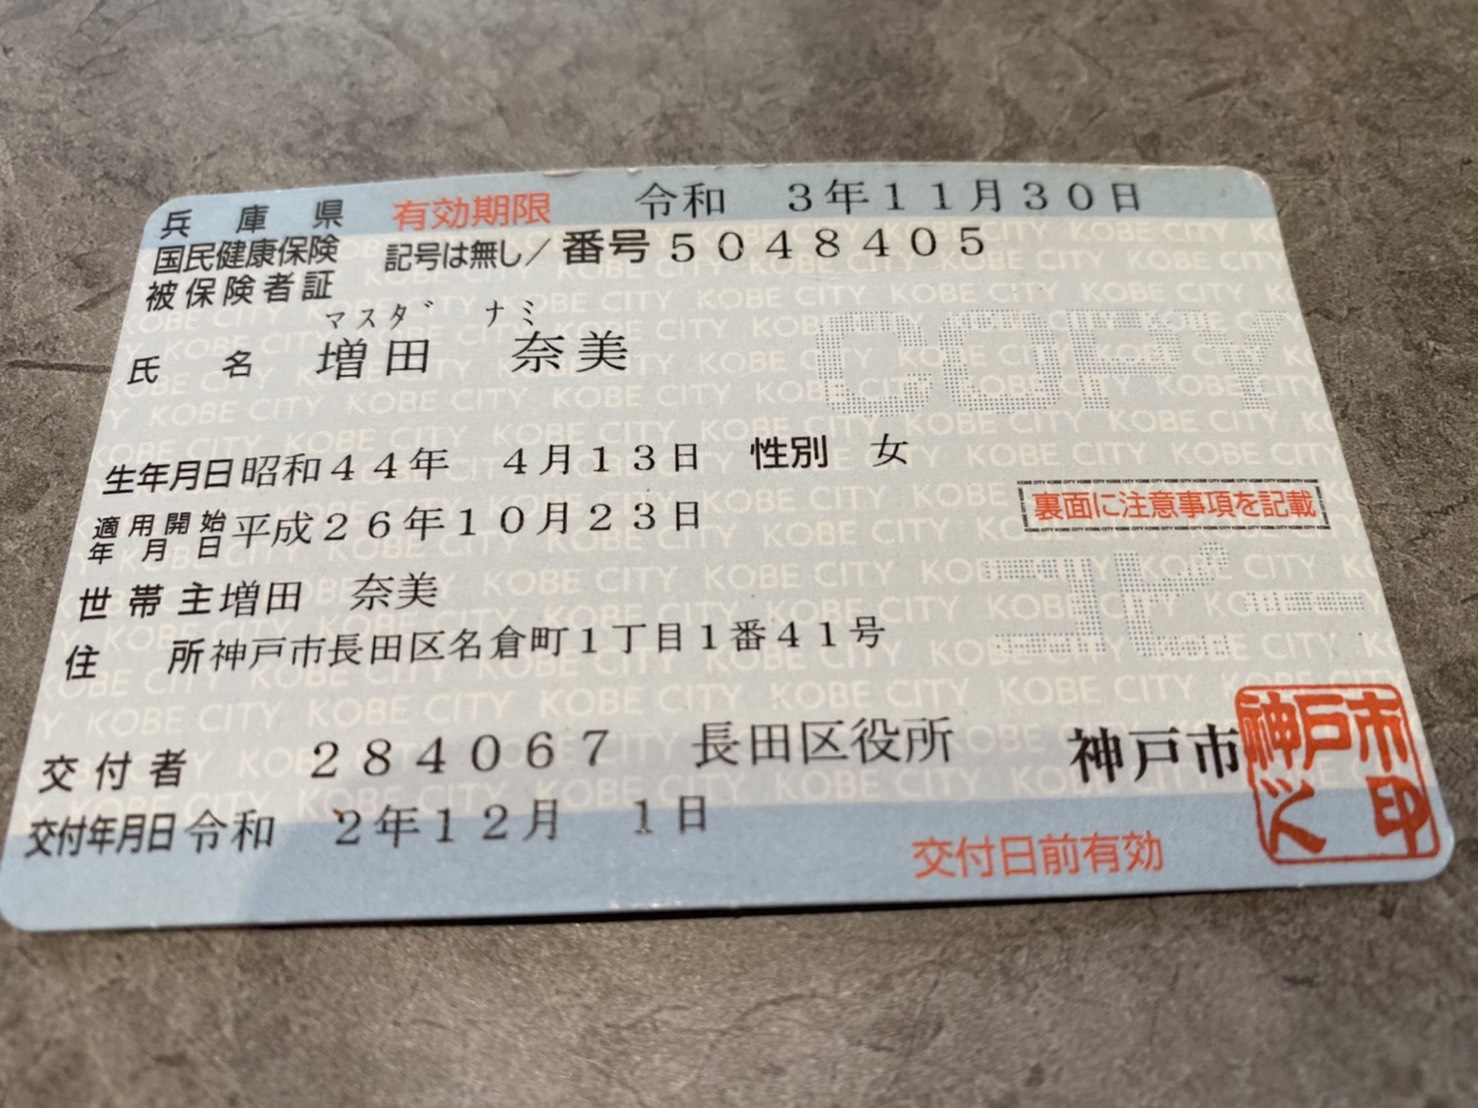 兵庫県 有効期限 令和 3年11月30日
国民健康保険 記号は無し/番号5048405
被保険者証
マスダ ナミ
氏名 増田 奈美
生年月日昭和44年 4月13日 性別 女
適用開始年月日 平成26年10月23日
裏面に注意事項を記載
世帯主増田 奈美
住所神戸市長田区名倉町1丁目1番41号
交付者 284067 長田区役所 神戸市
交付年月日令和 2年12月 1日
交付日前有効
神戸市
印
COPY
コピー
KOBE CITY